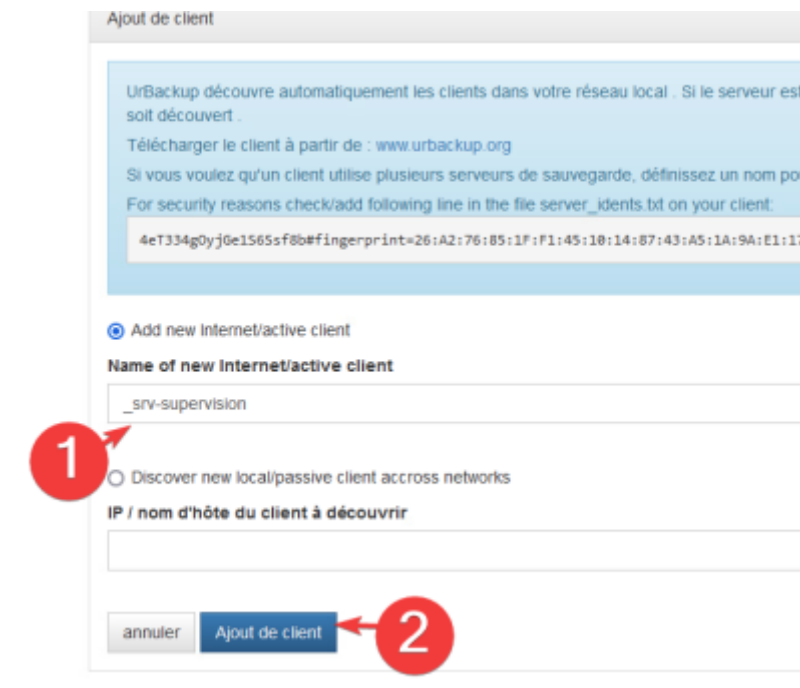 Ajout de client
UrBackup découvre automatiquement les clients dans votre réseau local . Si le serveur est
soit découvert .
Télécharger le client à partir de : www.urbackup.org
Si vous voulez qu'un client utilise plusieurs serveurs de sauvegarde, définissez un nom pou
For security reasons check/add following line in the file server_idents.txt on your client:
4eT334gOyjGe1S6Ssf8b#fingerprint=26:A2:76:85:1F:F1:45:10:14:87:43:A5:1A:9A:E1:17
Add new Internet/active client
Name of new Internet/active client
_srv-supervision
1
Discover new local/passive client accross networks
IP / nom d'hôte du client à découvrir
annuler Ajout de client 2